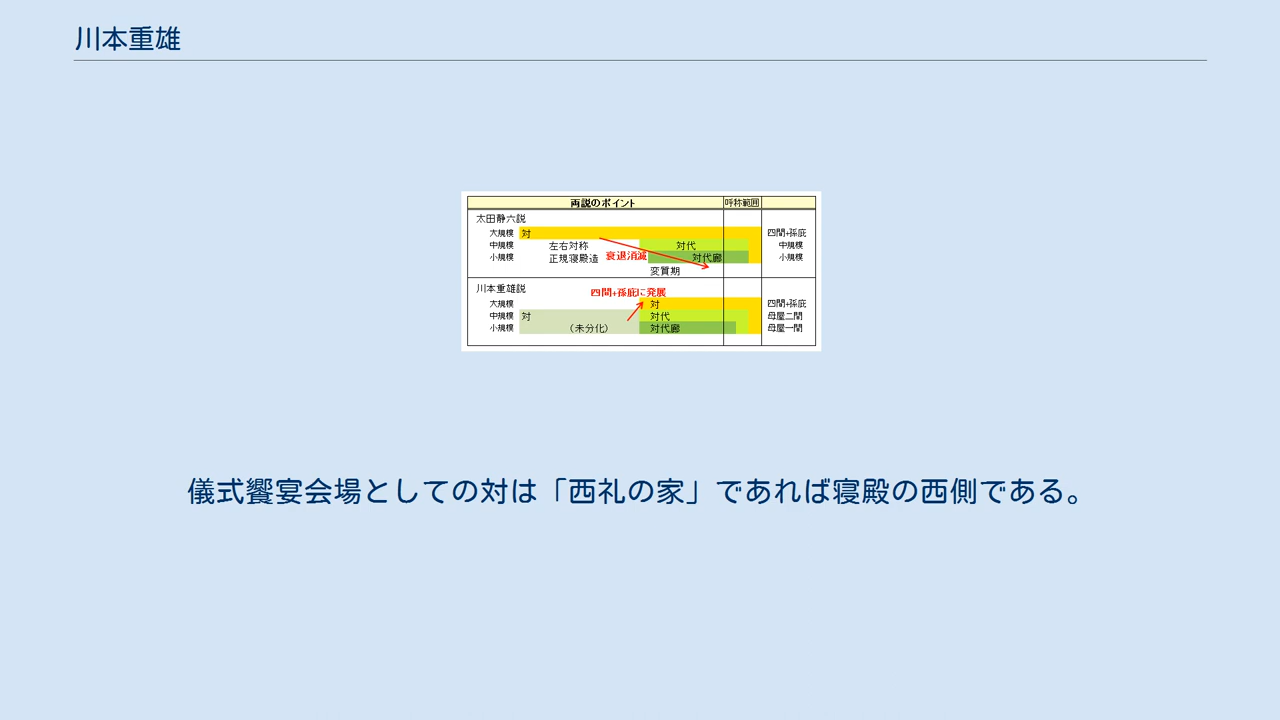 川本重雄
両説のポイント 呼称範囲
太田静六説
大規模 対 四間+孫庇
中規模 左右対称 対代 中規模
小規模 正規寝殿造 衰退消滅 対代廊 小規模
変質期
川本重雄説 四間+孫庇に発展
大規模 対 四間+孫庇
中規模 対 対代 母屋二間
小規模 (未分化) 対代廊 母屋一間
儀式饗宴会場としての対は「西礼の家」であれば寝殿の西側である。